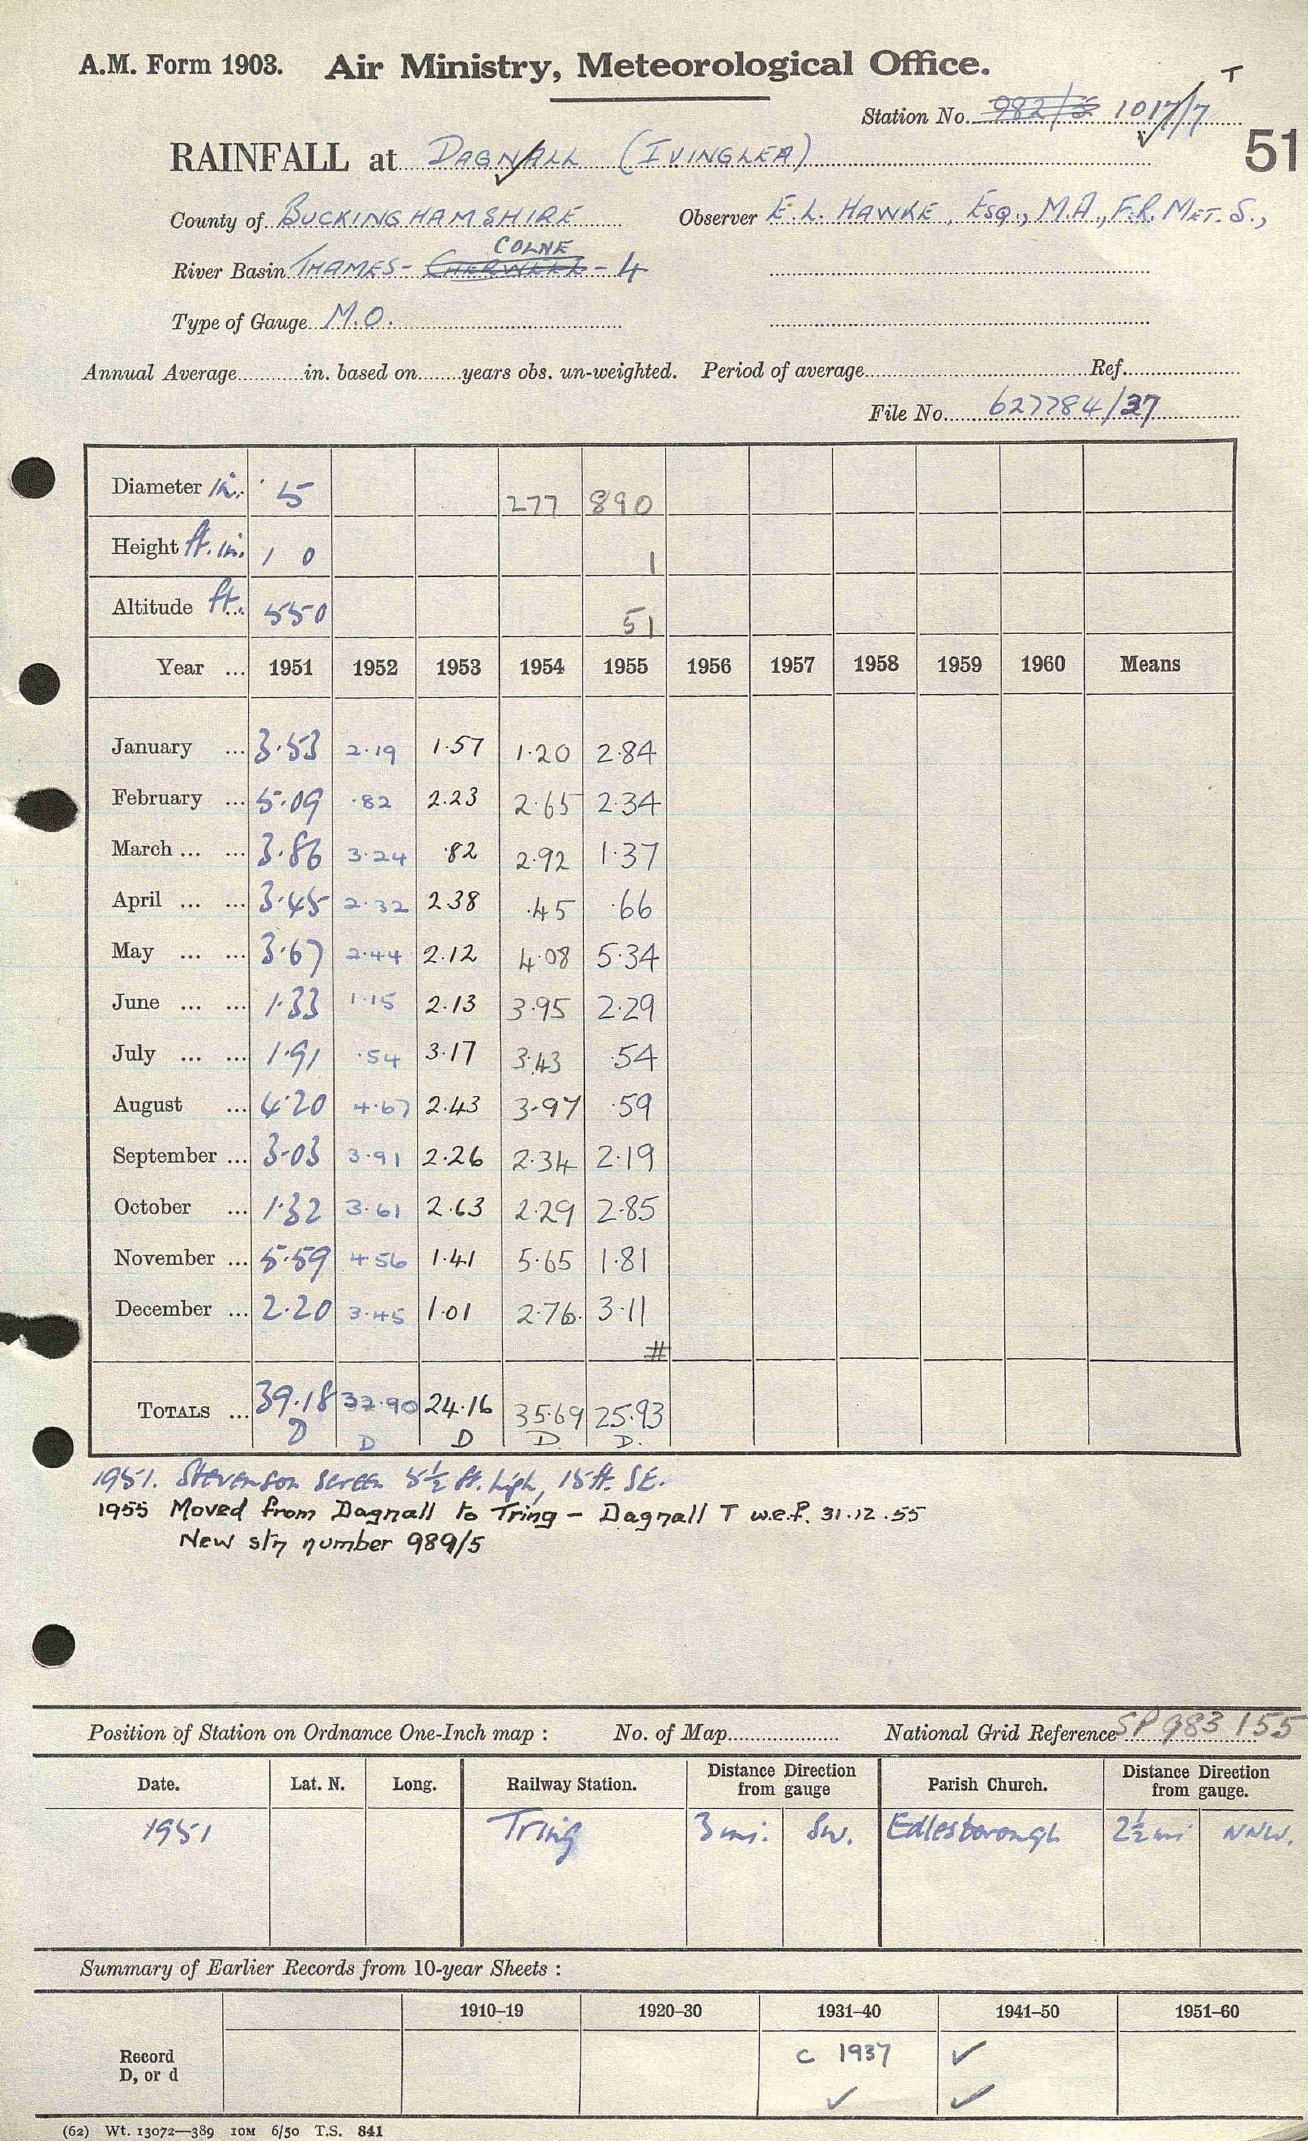 A.M. Form 1903. Air Ministry, Meteorological Office.
T
Station No. 982/5 1017/7
51
RAINFALL at DAGNALL (IVINGLEA)
County of BUCKINGHAMSHIRE Observer E.L. HAWKE, ESQ., M.A., F.R. MET. S.,
COLNE
River Basin THAMES - CHERWELL - 4
Type of Gauge M.O.
Annual Average in. based on years obs. un-weighted. Period of average Ref.
File No. 627784/37
Diameter in. 5 277 890
Height ft. in. 1 0 1
Altitude ft. 550 51
Year ... 1951 1952 1953 1954 1955 1956 1957 1958 1959 1960 Means
January ... 3.53 2.19 1.57 1.20 2.84
February ... 5.09 .82 2.23 2.65 2.34
March ... ... 3.86 3.24 .82 2.92 1.37
April ... ... 3.45 2.32 2.38 .45 .66
May ... ... 3.67 2.44 2.12 4.08 5.34
June ... ... 1.33 1.15 2.13 3.95 2.29
July ... ... 1.91 .54 3.17 3.43 .54
August ... 4.20 4.67 2.43 3.97 .59
September ... 3.03 3.91 2.26 2.34 2.19
October ... 1.32 3.61 2.63 2.29 2.85
November ... 5.59 4.56 1.41 5.65 1.81
December ... 2.20 3.45 1.01 2.76 3.11
#
TOTALS ... 39.18 32.90 24.16 35.69 25.93
D D D D D.
1951. Stevenson screen 5½ ft. high, 15 ft. SE.
1955 Moved from Dagnall to Tring - Dagnall T w.e.f. 31.12.55
New s/n number 989/5
Position of Station on Ordnance One-Inch map : No. of Map National Grid Reference SP 983 155
Date. Lat. N. Long. Railway Station. Distance Direction from gauge Parish Church. Distance Direction from gauge.
1951 Tring 3 mi. SW. Edlesborough 2½ mi NNW.
Summary of Earlier Records from 10-year Sheets :
1910–19 1920–30 1931–40 1941–50 1951–60
Record c 1937 ✓
D, or d ✓ ✓
(62) Wt. 13072—389 10M 6/50 T.S. 841